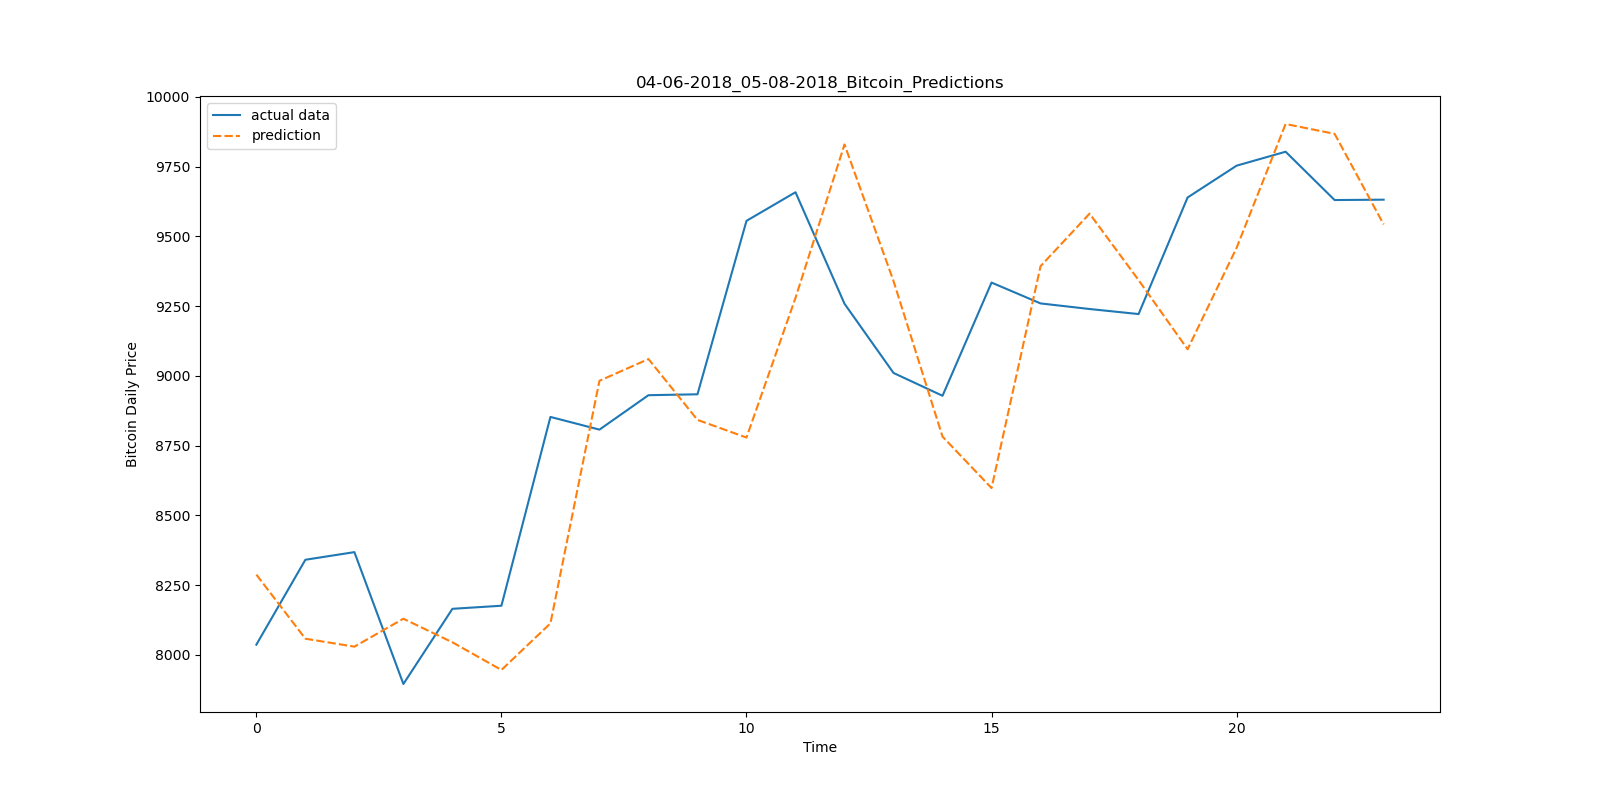 04-06-2018_05-08-2018_Bitcoin_Predictions
actual data
prediction
10000
9750
9500
9250
9000
8750
8500
8250
8000
Bitcoin Daily Price
0 5 10 15 20
Time